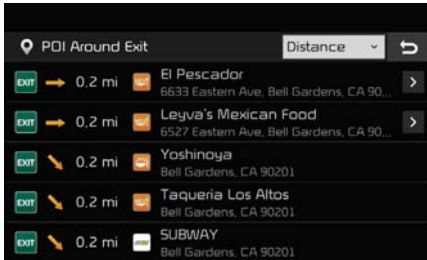 POI Around Exit Distance
EXIT 0.2 mi El Pescador
6633 Eastern Ave, Bell Gardens, CA 90...
EXIT 0.2 mi Leyva's Mexican Food
6527 Eastern Ave, Bell Gardens, CA 90...
EXIT 0.2 mi Yoshinoya
Bell Gardens, CA 90201
EXIT 0.2 mi Taqueria Los Altos
Bell Gardens, CA 90201
EXIT 0.2 mi SUBWAY
Bell Gardens, CA 90201